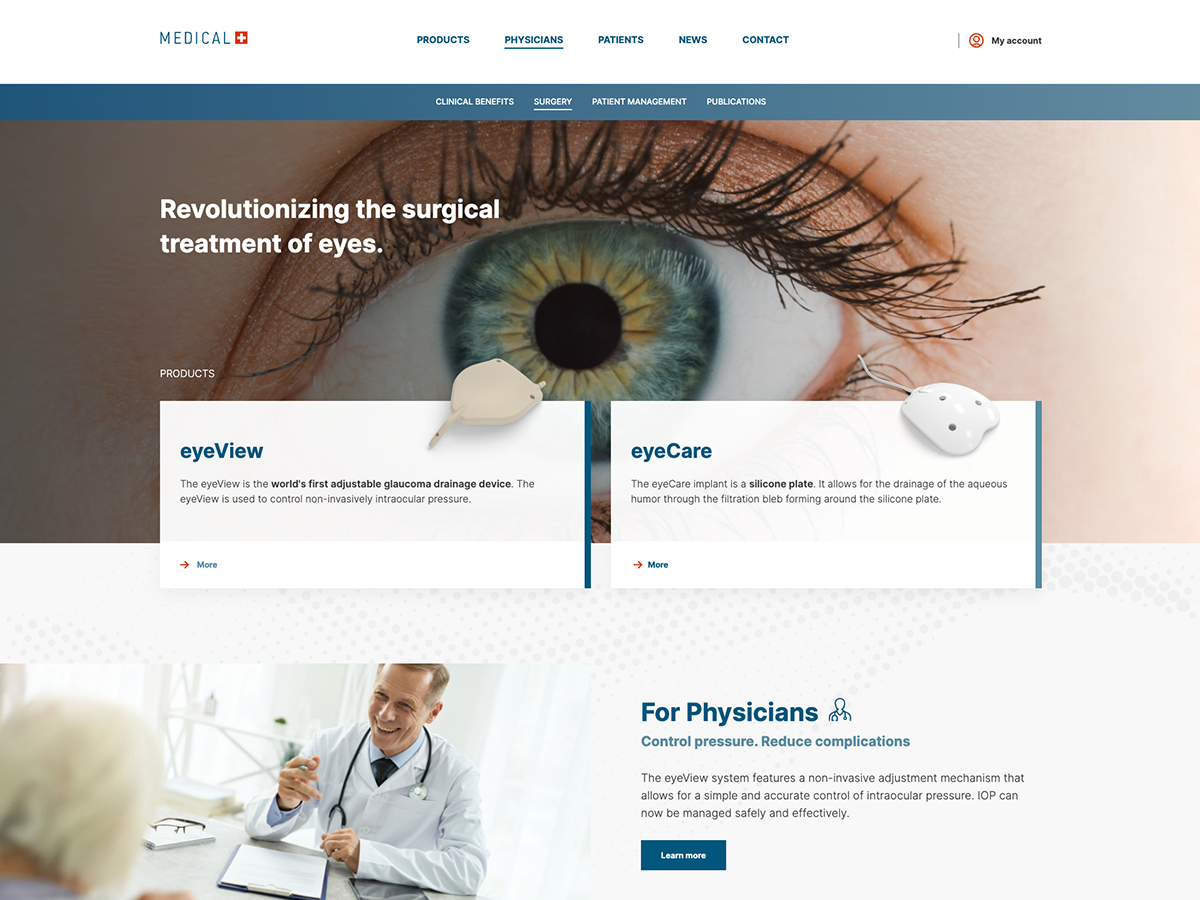 MEDICAL
PRODUCTS
PHYSICIANS
PATIENTS
NEWS
CONTACT
My account
CLINICAL BENEFITS
SURGERY
PATIENT MANAGEMENT
PUBLICATIONS
Revolutionizing the surgical
treatment of eyes.
PRODUCTS
eyeView
The eyeView is the world's first adjustable glaucoma drainage device. The
eyeView is used to control non-invasively intraocular pressure.
More
eyeCare
The eyeCare implant is a silicone plate. It allows for the drainage of the aqueous
humor through the filtration bleb forming around the silicone plate.
More
For Physicians
Control pressure. Reduce complications
The eyeView system features a non-invasive adjustment mechanism that
allows for a simple and accurate control of intraocular pressure. IOP can
now be managed safely and effectively.
Learn more